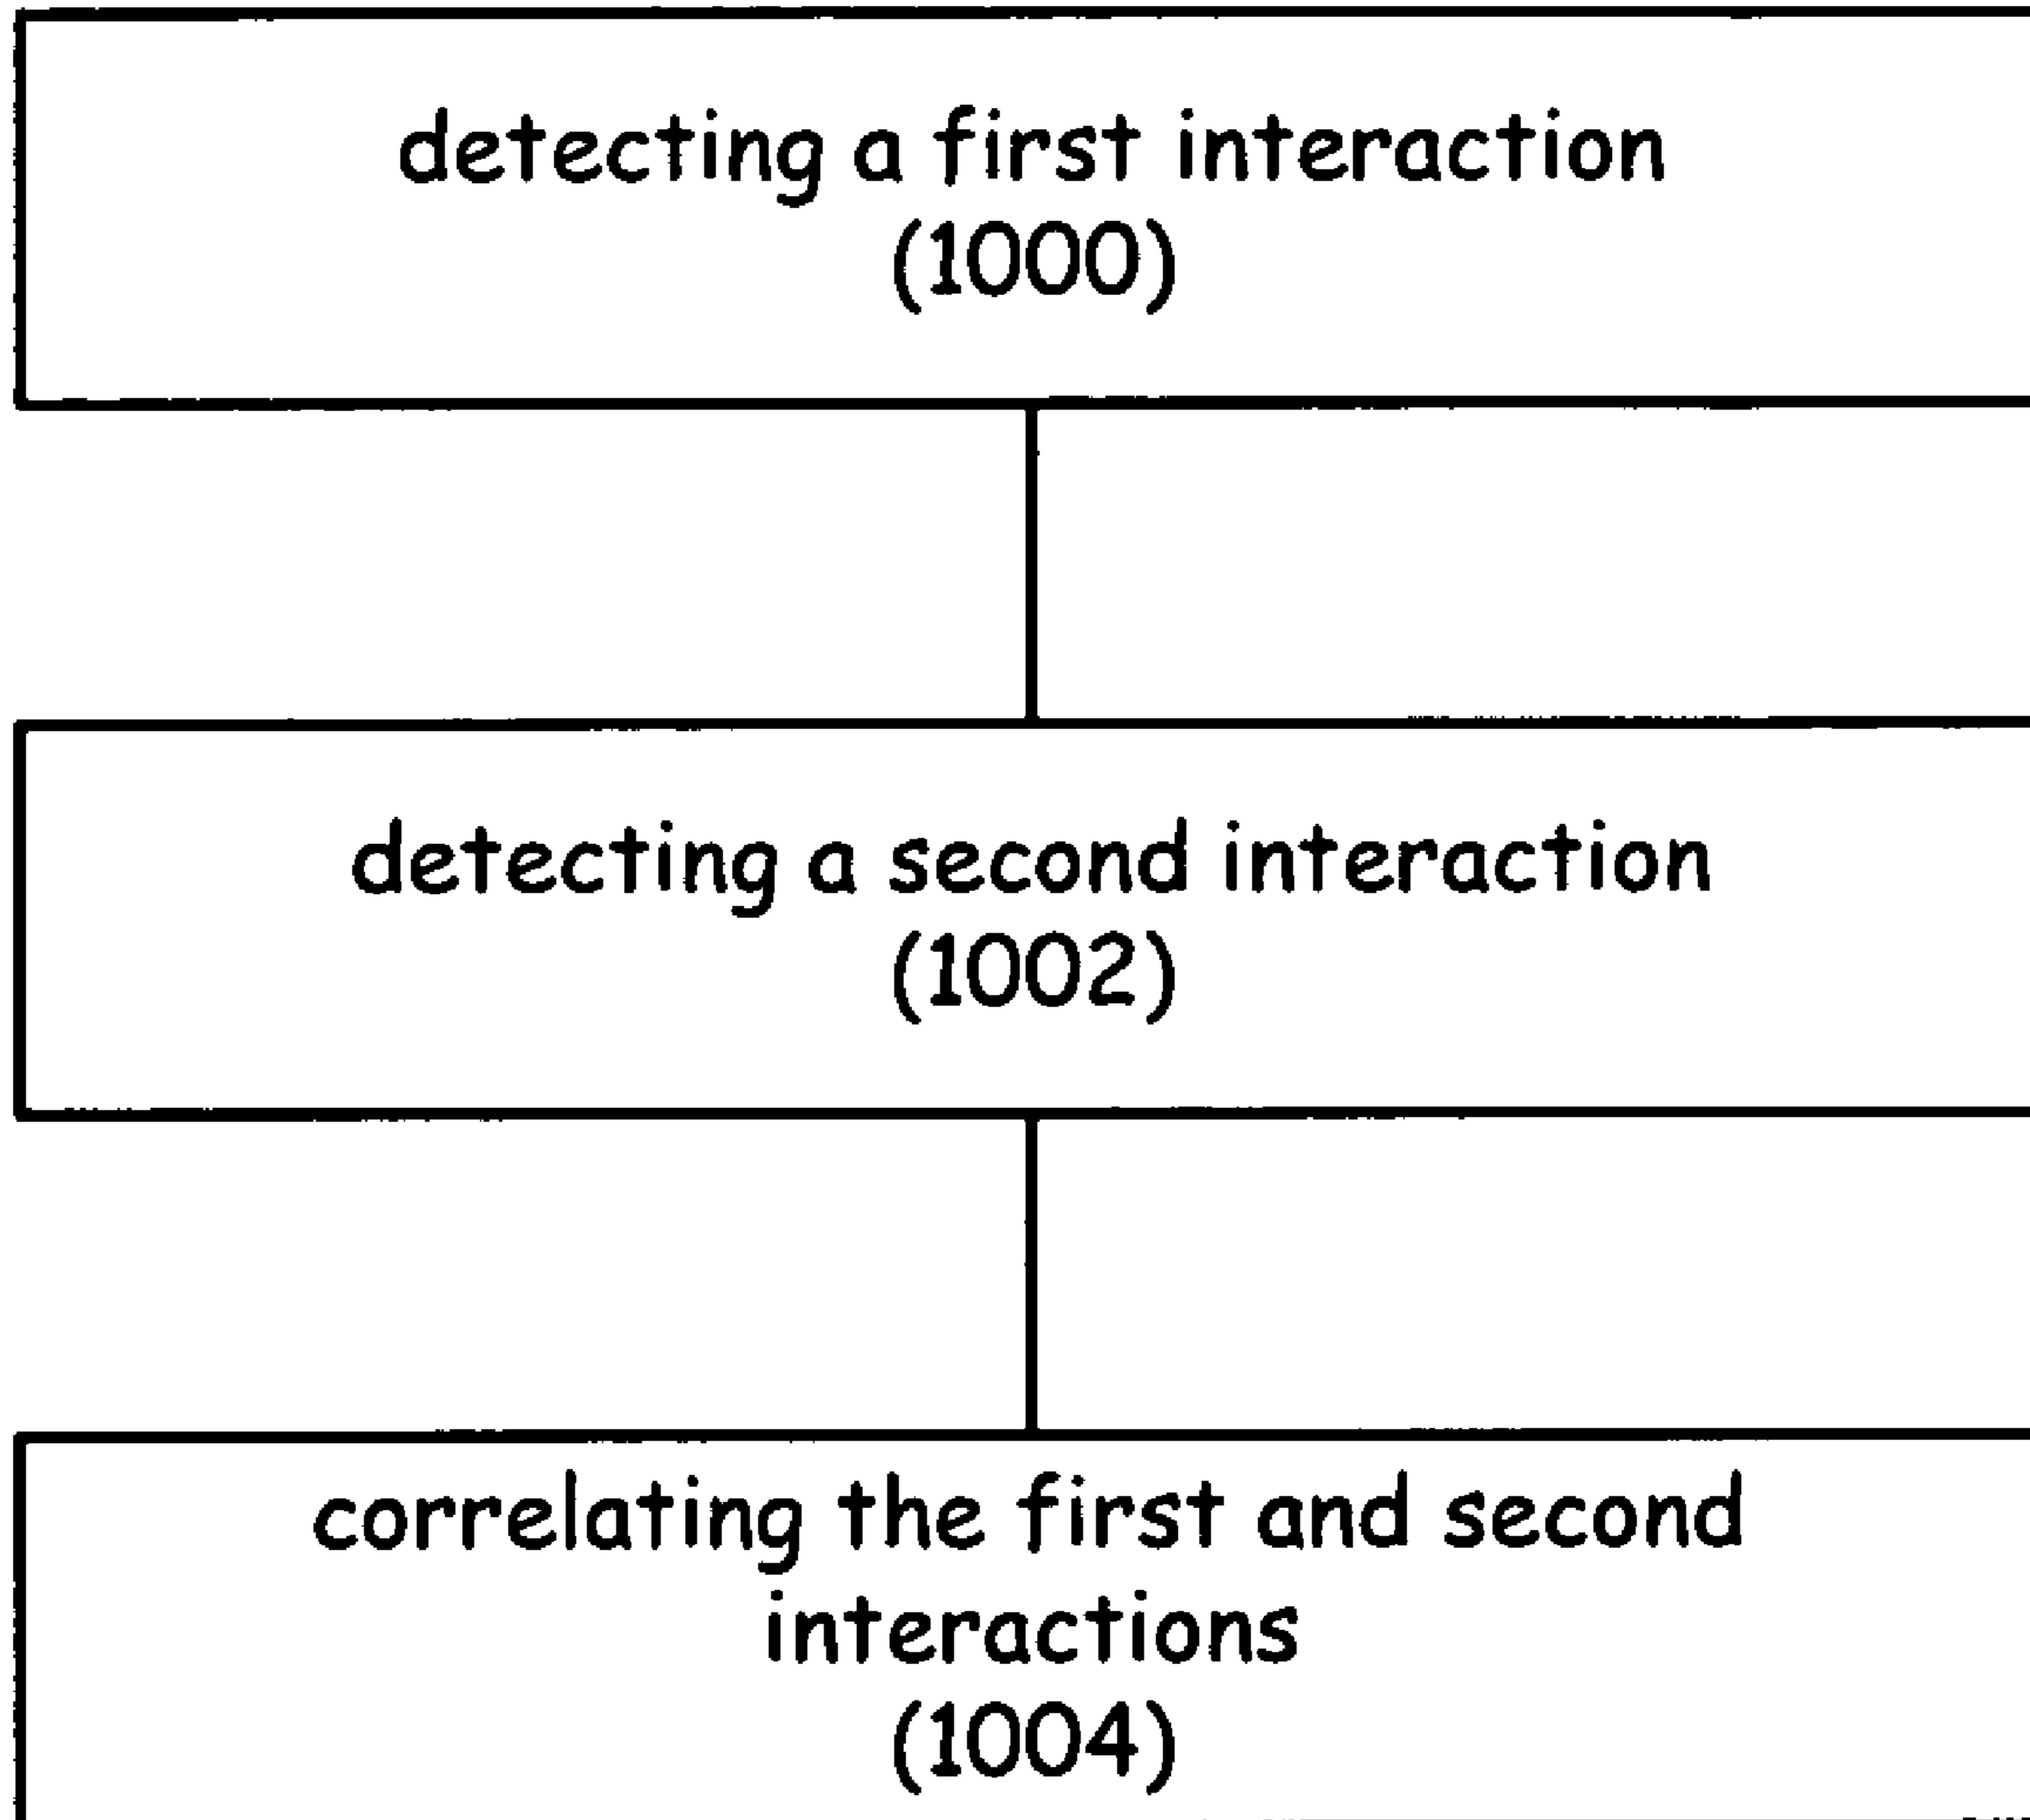 detecting a first interaction
(1000)
detecting a second interaction
(1002)
correlating the first and second
interactions
(1004)